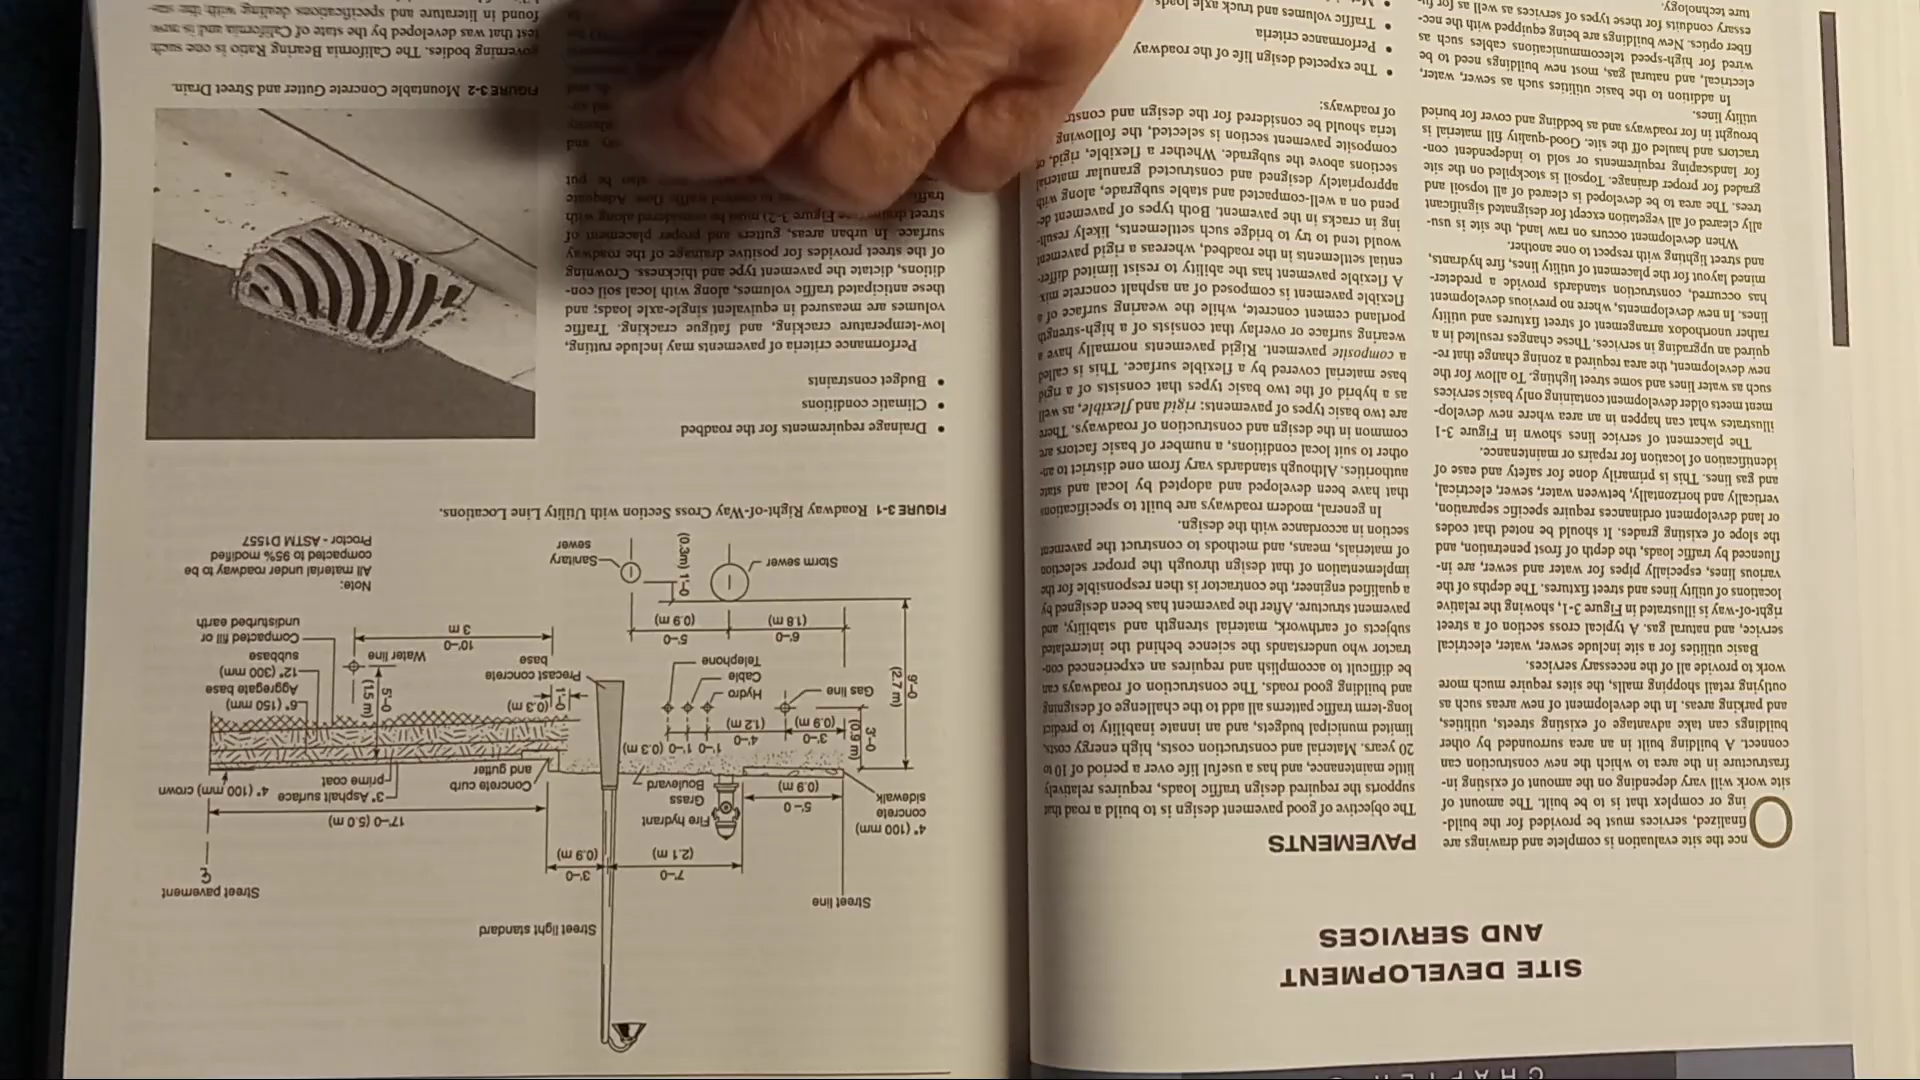 CHAPTER
SITE DEVELOPMENT
AND SERVICES
Once the site evaluation is complete and drawings are
finalized, services must be provided for the build-
ing or complex that is to be built. The amount of
site work will vary depending on the amount of existing in-
frastructure in the area to which the new construction can
connect. A building built in an area surrounded by other
buildings can take advantage of existing streets, utilities,
and parking areas. In the development of new areas such as
outlying retail shopping malls, the sites require much more
work to provide all of the necessary services.
Basic utilities for a site include sewer, water, electrical
service, and natural gas. A typical cross section of a street
right-of-way is illustrated in Figure 3-1, showing the relative
locations of utility lines and street fixtures. The depths of the
various lines, especially pipes for water and sewer, are in-
fluenced by traffic loads, the depth of frost penetration, and
the slope of existing grades. It should be noted that codes
or land development ordinances require specific separation,
vertically and horizontally, between water, sewer, electrical,
and gas lines. This is primarily done for safety and ease of
identification of location for repairs or maintenance.
The placement of service lines shown in Figure 3-1
illustrates what can happen in an area where new develop-
ment meets older development containing only basic services
such as water lines and some street lighting. To allow for the
new development, the area required a zoning change that re-
quired an upgrading in services. These changes resulted in a
rather unorthodox arrangement of street fixtures and utility
lines. In new developments, where no previous development
has occurred, construction standards provide a predeter-
mined layout for the placement of utility lines, fire hydrants,
and street lighting with respect to one another.
When development occurs on raw land, the site is usu-
ally cleared of all vegetation except for designated significant
trees. The area to be developed is cleared of all topsoil and
graded for proper drainage. Topsoil is stockpiled on the site
for landscaping requirements or sold to independent con-
tractors and hauled off the site. Good-quality fill material is
brought in for roadways and as bedding and cover for buried
utility lines.
In addition to the basic utilities such as sewer, water,
electrical, and natural gas, most new buildings need to be
wired for high-speed telecommunications cables such as
fiber optics. New buildings are being equipped with the nec-
essary conduits for these types of services as well as for fu-
ture technology.
PAVEMENTS
The objective of good pavement design is to build a road that
supports the required design traffic loads, requires relatively
little maintenance, and has a useful life over a period of 10 to
20 years. Material and construction costs, high energy costs,
limited municipal budgets, and an innate inability to predict
long-term traffic patterns all add to the challenge of designing
and building good roads. The construction of roadways can
be difficult to accomplish and requires an experienced con-
tractor who understands the science behind the interrelated
subjects of earthwork, material strength and stability, and
pavement structure. After the pavement has been designed by
a qualified engineer, the contractor is then responsible for the
implementation of that design through the proper selection
of materials, means, and methods to construct the pavement
section in accordance with the design.
In general, modern roadways are built to specifications
that have been developed and adopted by local and state
authorities. Although standards vary from one district to an-
other to suit local conditions, a number of basic factors are
common in the design and construction of roadways. There
are two basic types of pavements: rigid and flexible, as well
as a hybrid of the two basic types that consists of a rigid
base material covered by a flexible surface. This is called
a composite pavement. Rigid pavements normally have a
wearing surface or overlay that consists of a high-strength
portland cement concrete, while the wearing surface of a
flexible pavement is composed of an asphalt concrete mix.
A flexible pavement has the ability to resist limited differ-
ential settlements in the roadbed, whereas a rigid pavement
would tend to try to bridge such settlements, likely result-
ing in cracks in the pavement. Both types of pavement de-
pend on a well-compacted and stable subgrade, along with
appropriately designed and constructed granular material
sections above the subgrade. Whether a flexible, rigid, or
composite pavement section is selected, the following
teria should be considered for the design and
of roadways:
• The expected design life of the roadway
• Performance criteria
• Traffic volumes and truck axle loads
Street light standard
Street line
Street pavement
7'–0
(2.1 m)
3'–0
(0.9 m)
17'–0 (5.0 m)
4" (100 mm)
concrete
sidewalk
5'–0
(0.9 m)
Fire hydrant
Grass
Boulevard
Concrete curb
and gutter
3" Asphalt surface
prime coat
4" (100 mm) crown
9'–0
(2.7 m)
3'–0
(0.9 m)
3'–0
(0.9 m)
4'–0
(1.2 m)
1'–0
1'–0 (0.3 m)
Gas line
Hydro
Cable
Telephone
Precast concrete
base
1'–0
(0.3 m)
5'–0
(1.5 m)
Water line
10'–0
3 m
6" (150 mm)
Aggregate base
12" (300 mm)
subbase
Compacted fill or
undisturbed earth
6'–0
(1.8 m)
5'–0
(0.9 m)
Storm sewer
1'–0
(0.3m)
Sanitary
sewer
Note:
All material under roadway to be
compacted to 95% modified
Proctor - ASTM D1557
FIGURE 3-1 Roadway Right-of-Way Cross Section with Utility Line Locations.
• Drainage requirements for the roadbed
• Climatic conditions
• Budget constraints
Performance criteria of pavements may include rutting,
low-temperature cracking, and fatigue cracking. Traffic
volumes are measured in equivalent single-axle loads; and
these anticipated traffic volumes, along with local soil con-
ditions, dictate the pavement type and thickness. Crowning
of the street provides for positive drainage of the roadway
surface. In urban areas, gutters and proper placement of
street drains (see Figure 3-2) must be considered along with
to control traffic flow. Adequate
also be put
and
FIGURE 3-2 Mountable Concrete Gutter and Street Drain.
governing bodies. The California Bearing Ratio is one such
test that was developed by the state of California and is now
found in literature and specifications dealing with the